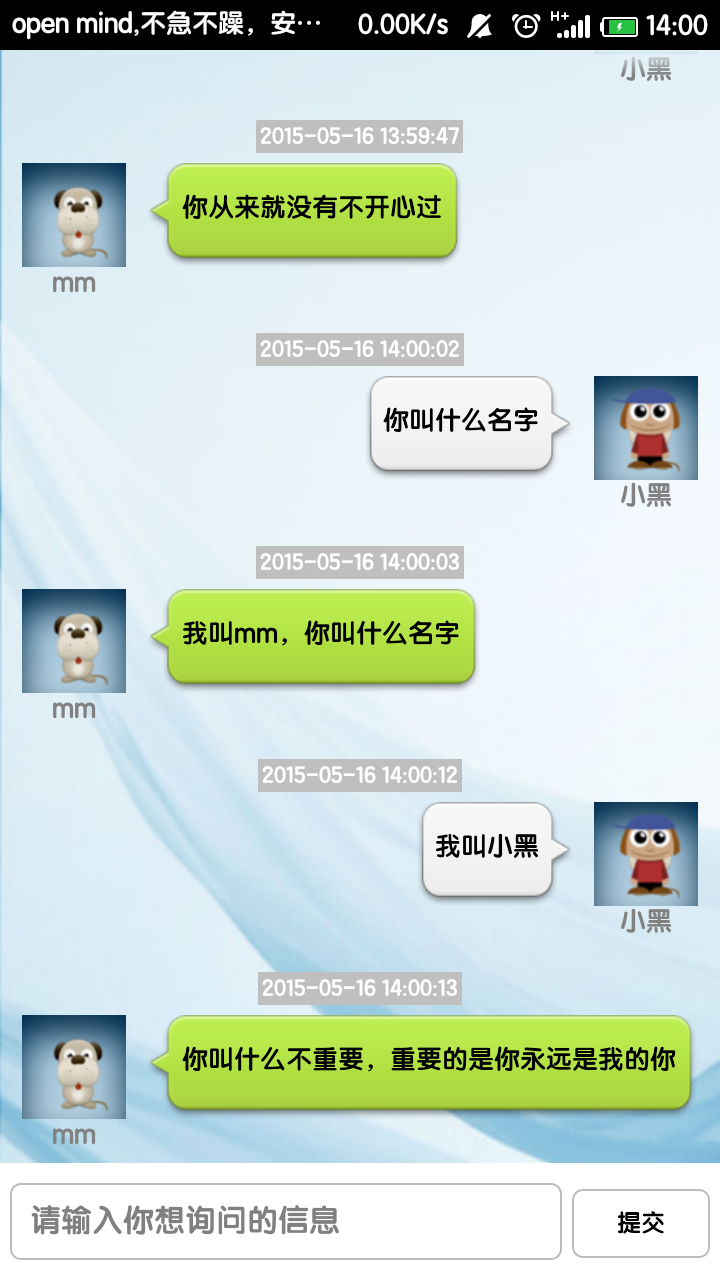 open mind,不急不躁，安… 0.00K/s H+ 14:00
小黑
2015-05-16 13:59:47
你从来就没有不开心过
mm
2015-05-16 14:00:02
你叫什么名字
小黑
2015-05-16 14:00:03
我叫mm，你叫什么名字
mm
2015-05-16 14:00:12
我叫小黑
小黑
2015-05-16 14:00:13
你叫什么不重要，重要的是你永远是我的你
mm
请输入你想询问的信息
提交